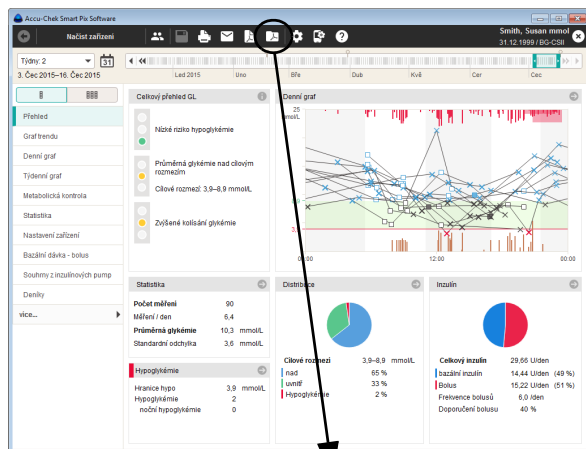 Accu-Chek Smart Pix Software
Načíst zařízení
Smith, Susan mmol
31.12.1999 / BG-CSII
Týdny: 2
31
3. Čec 2015–16. Čec 2015
Led 2015 Úno Bře Dub Kvě Čer Čec
Přehled
Graf trendu
Denní graf
Týdenní graf
Metabolická kontrola
Statistika
Nastavení zařízení
Bazální dávka - bolus
Souhrny z inzulínových pump
Deníky
více...
Celkový přehled GL
Nízké riziko hypoglykémie
Průměrná glykémie nad cílovým
rozmezím
Cílové rozmezí: 3,9–8,9 mmol/L
Zvýšené kolísání glykémie
Denní graf
25
12:00
00:00
Statistika
Počet měření 90
Měření / den 6,4
Průměrná glykémie 10,3 mmol/L
Standardní odchylka 3,6 mmol/L
Hypoglykémie
Hranice hypo 3,9 mmol/L
Hypoglykémie 2
noční hypoglykémie 0
Distribuce
Cílové rozmezí 3,9–8,9 mmol/L
nad 65 %
uvnitř 33 %
Hypoglykémie 2 %
Inzulín
Celkový inzulin 29,66 U/den
bazální inzulín 14,44 U/den (49 %)
Bolus 15,22 U/den (51 %)
Frekvence bolusů 6,0 /den
Doporučení bolusu 40 %